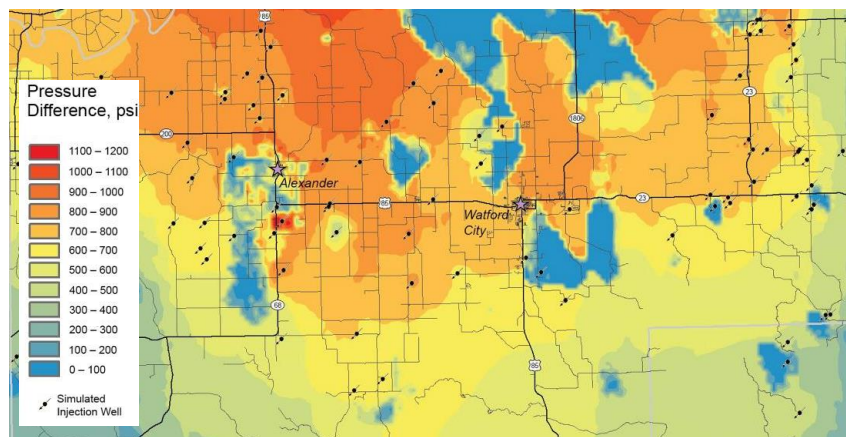 85
Pressure
Difference, psi
1100 – 1200
1000 – 1100
900 – 1000
800 – 900
700 – 800
600 – 700
500 – 600
400 – 500
300 – 400
200 – 300
100 – 200
0 – 100
Simulated
Injection Well
200
Alexander
85
68
Watford
City
1806
23
23
85